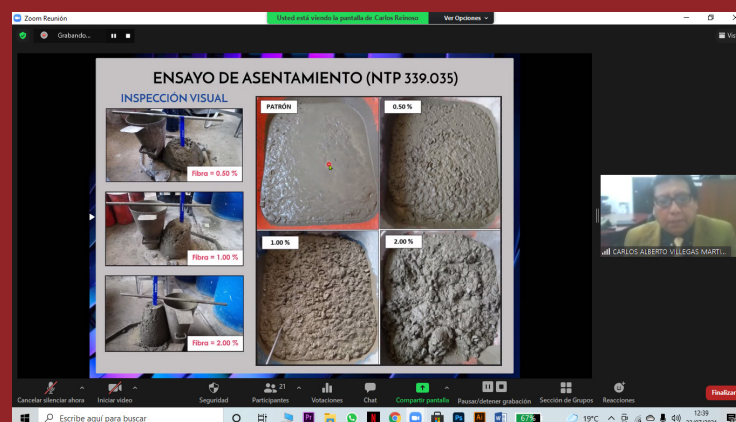 Zoom Reunión
Usted está viendo la pantalla de Carlos Reinoso
Ver Opciones
Grabando...
ENSAYO DE ASENTAMIENTO (NTP 339.035)
INSPECCIÓN VISUAL
Fibra = 0.50 %
Fibra = 1.00 %
Fibra = 2.00 %
PATRÓN
0.50 %
1.00 %
2.00 %
CARLOS ALBERTO VILLEGAS MARTI...
Cancelar silenciar ahora
Iniciar video
Seguridad
Participantes
21
Votaciones
Chat
Compartir pantalla
Pausar/detener grabación
Sección de Grupos
Reacciones
Finalizar
Escribe aquí para buscar
67%
19°C
12:39